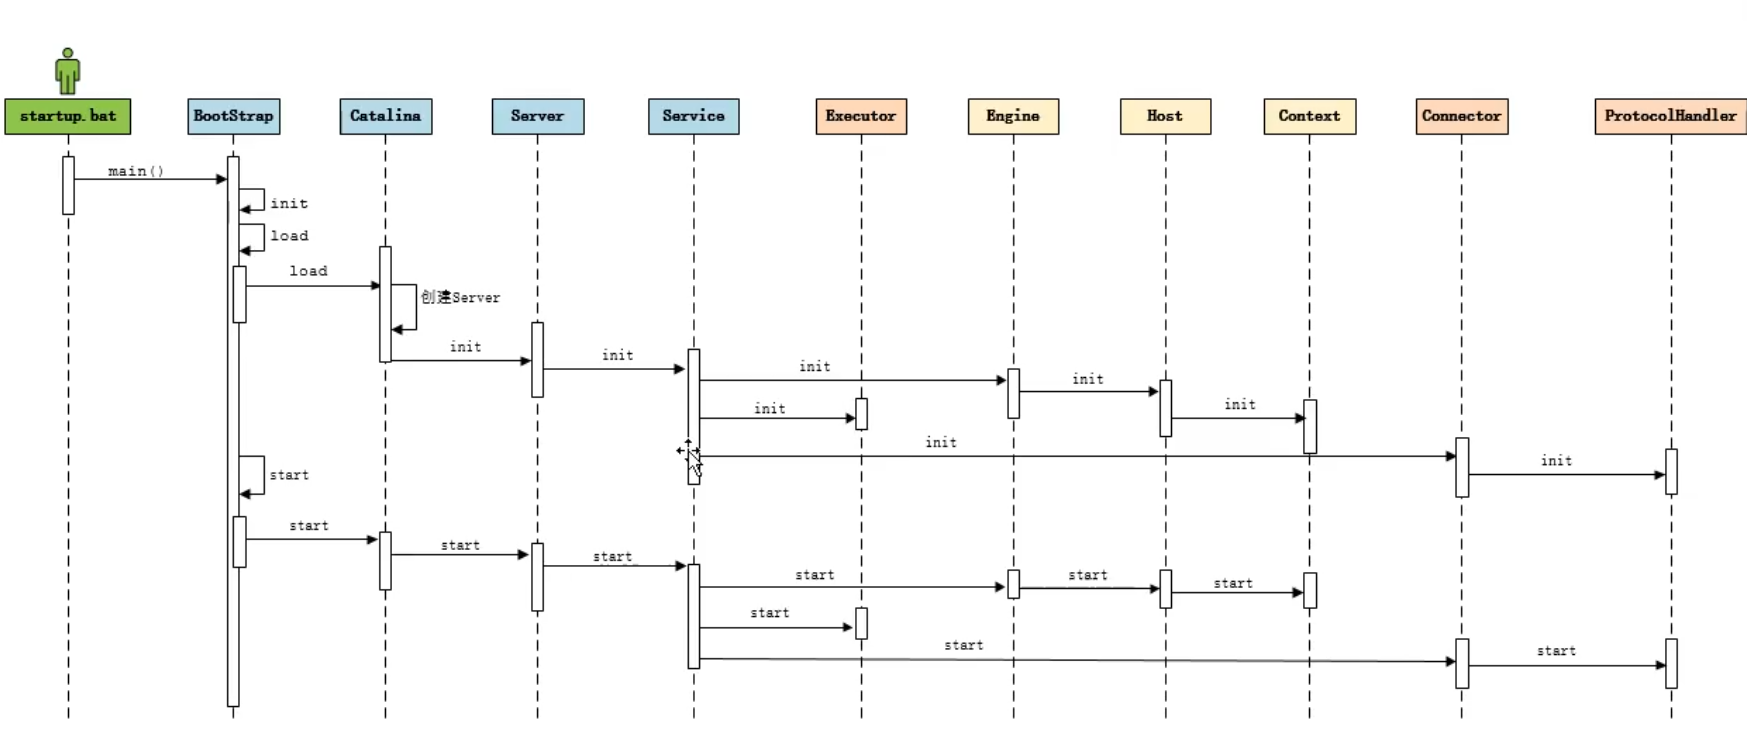 startup.bat BootStrap Catalina Server Service Executor Engine Host Context Connector ProtocolHandler
main()
init
load
load
创建Server
init
init
init
init
init
init
init
init
start
start
start
start
start
start
start
start
start
start